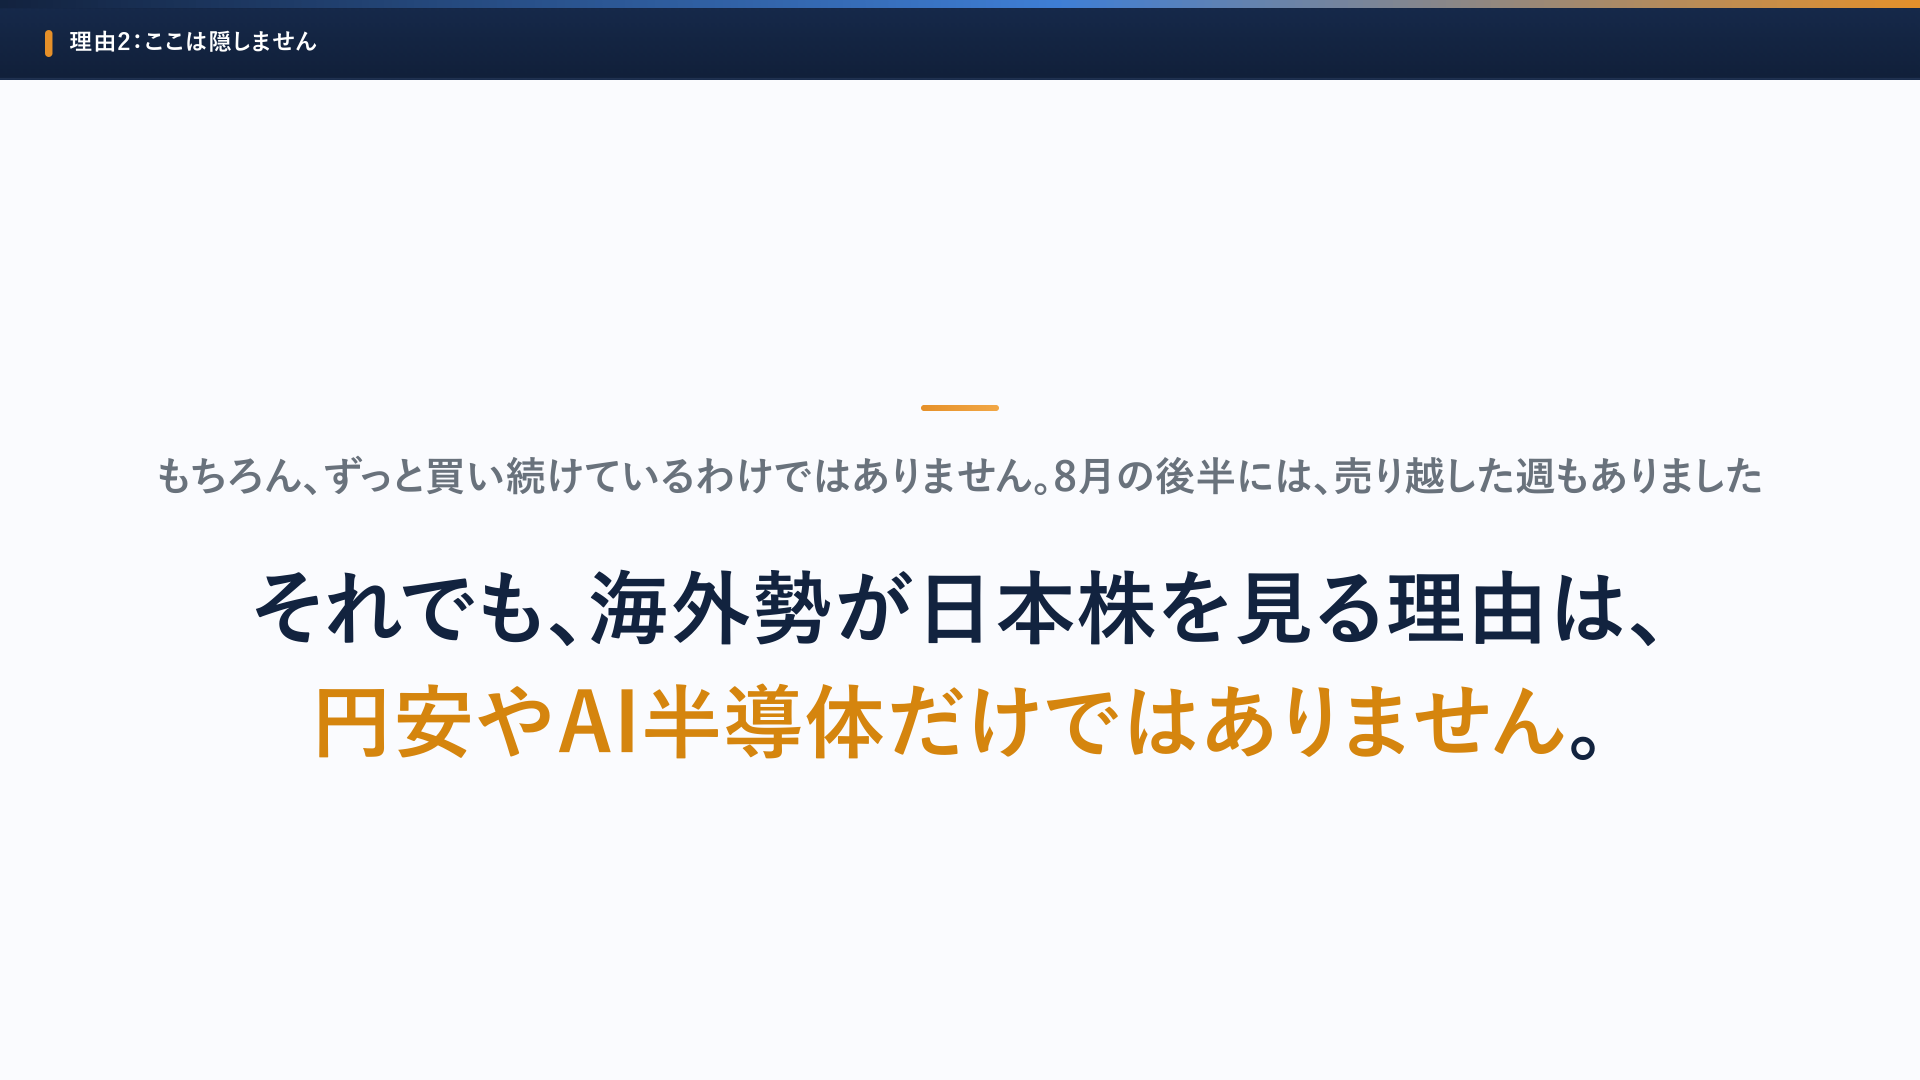 理由2：ここは隠しません
もちろん、ずっと買い続けているわけではありません。8月の後半には、売り越した週もありました
それでも、海外勢が日本株を見る理由は、
円安やAI半導体だけではありません。